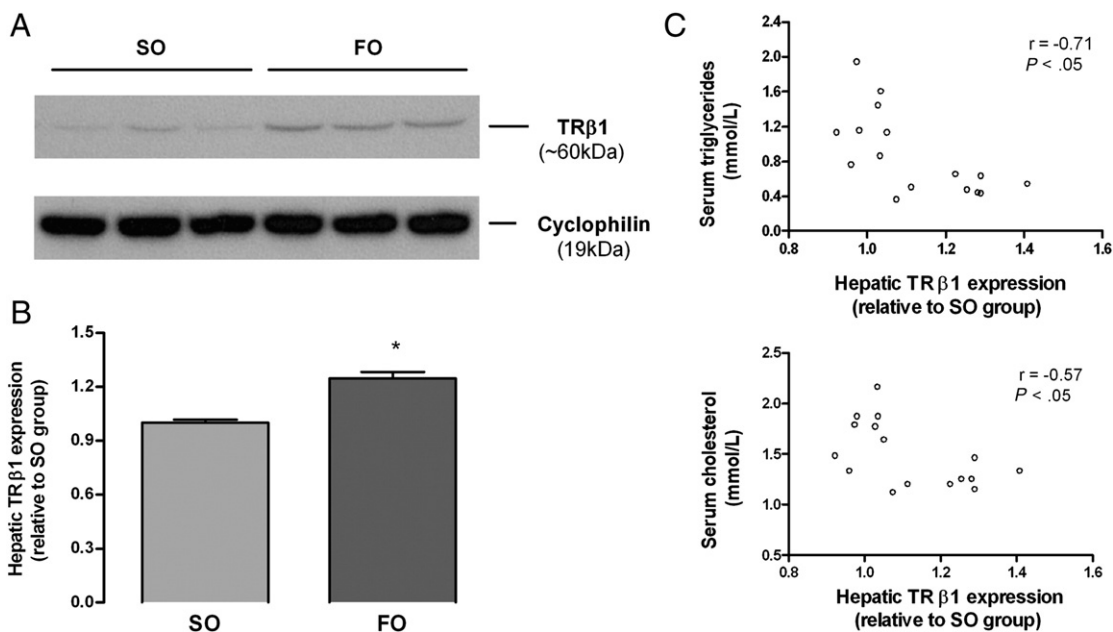 A
SO FO
TRβ1
(~60kDa)
Cyclophilin
(19kDa)
B
Hepatic TRβ1 expression
(relative to SO group)
1.5
1.2
0.9
0.6
0.3
0.0
*
SO FO
C
Serum triglycerides
(mmol/L)
2.4
2.0
1.6
1.2
0.8
0.4
0.0
r = -0.71
P < .05
0.8 1.0 1.2 1.4 1.6
Hepatic TRβ1 expression
(relative to SO group)
Serum cholesterol
(mmol/L)
2.5
2.0
1.5
1.0
0.5
r = -0.57
P < .05
0.8 1.0 1.2 1.4 1.6
Hepatic TRβ1 expression
(relative to SO group)